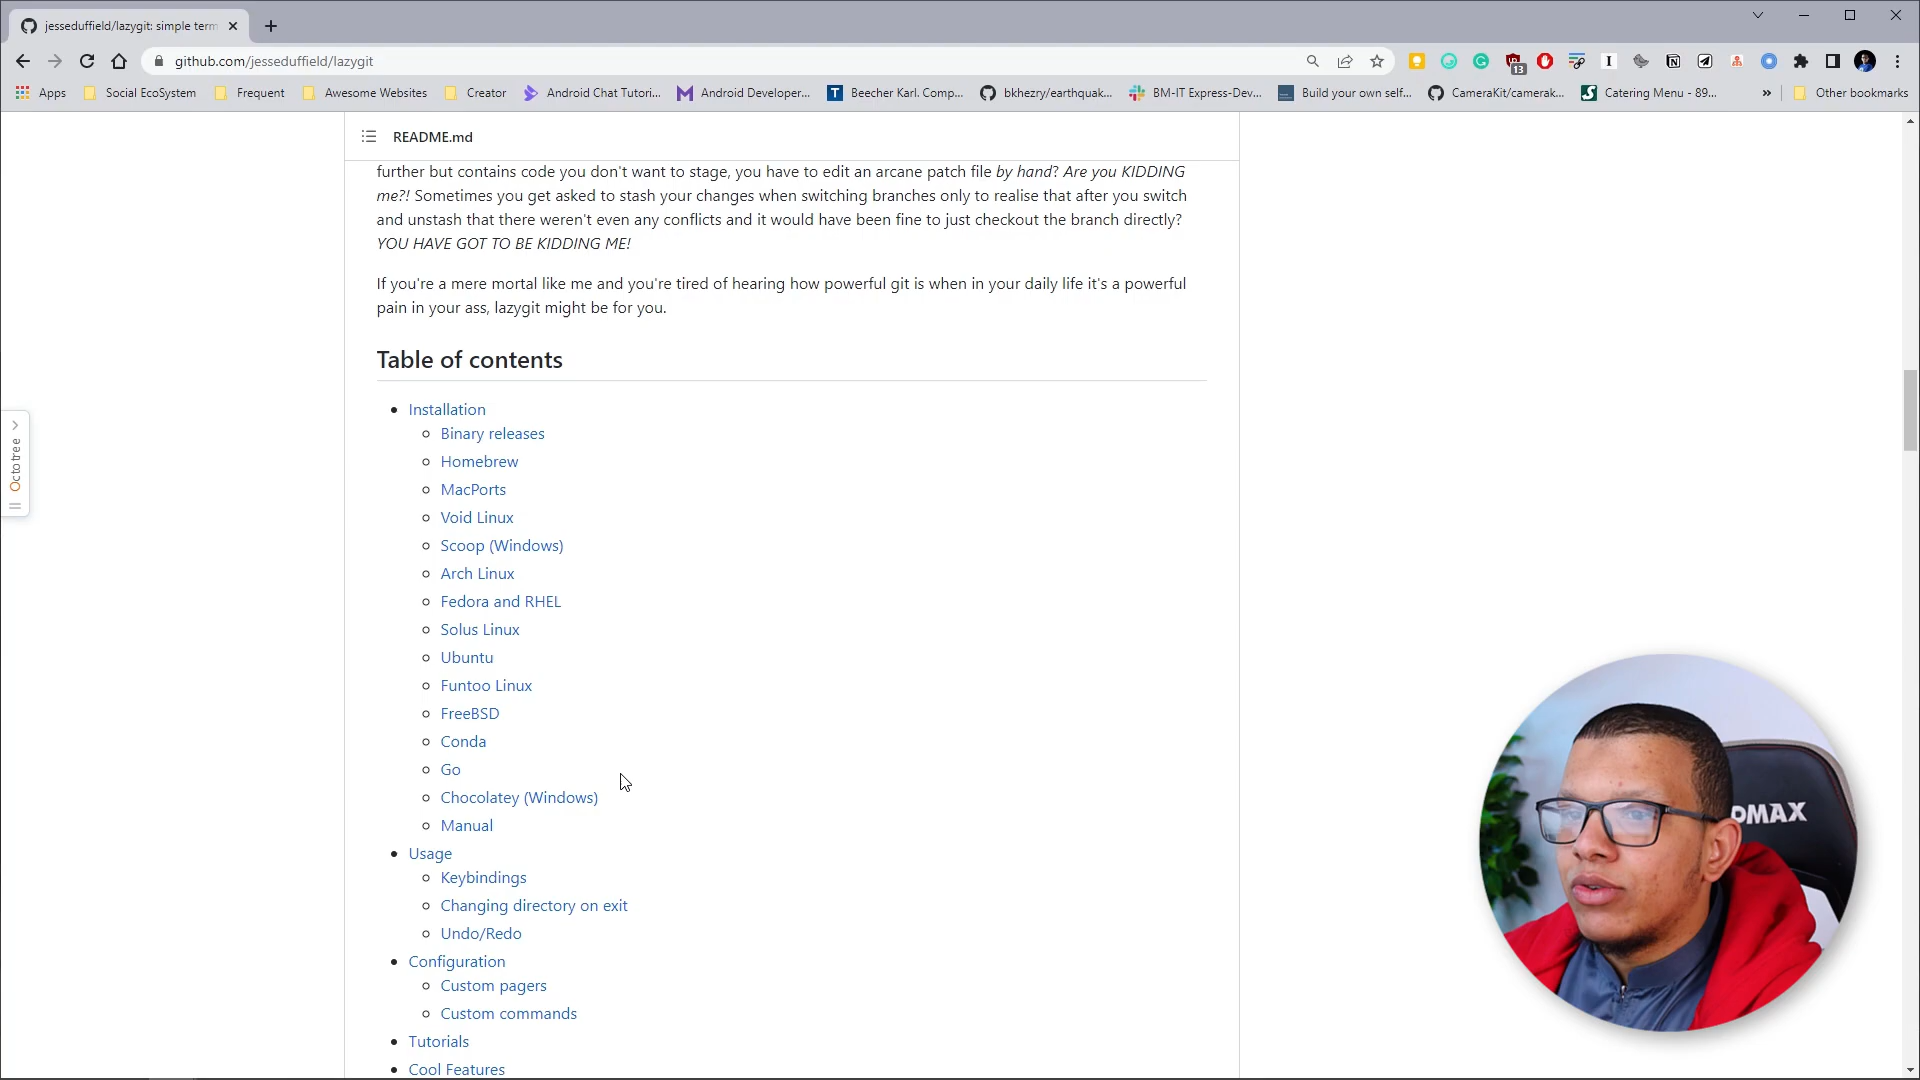 jesseduffield/lazygit: simple term
github.com/jesseduffield/lazygit
13
Apps
Social EcoSystem
Frequent
Awesome Websites
Creator
Android Chat Tutori...
Android Developer...
Beecher Karl. Comp...
bkhezry/earthquak...
BM-IT Express-Dev...
Build your own self...
CameraKit/camerak...
Catering Menu - 89...
»
Other bookmarks
README.md
further but contains code you don't want to stage, you have to edit an arcane patch file by hand? Are you KIDDING
me?! Sometimes you get asked to stash your changes when switching branches only to realise that after you switch
and unstash that there weren't even any conflicts and it would have been fine to just checkout the branch directly?
YOU HAVE GOT TO BE KIDDING ME!
If you're a mere mortal like me and you're tired of hearing how powerful git is when in your daily life it's a powerful
pain in your ass, lazygit might be for you.
Table of contents
Installation
Binary releases
Homebrew
MacPorts
Void Linux
Scoop (Windows)
Arch Linux
Fedora and RHEL
Solus Linux
Ubuntu
Funtoo Linux
FreeBSD
Conda
Go
Chocolatey (Windows)
Manual
Usage
Keybindings
Changing directory on exit
Undo/Redo
Configuration
Custom pagers
Custom commands
Tutorials
Cool Features
Octotree
OMAX